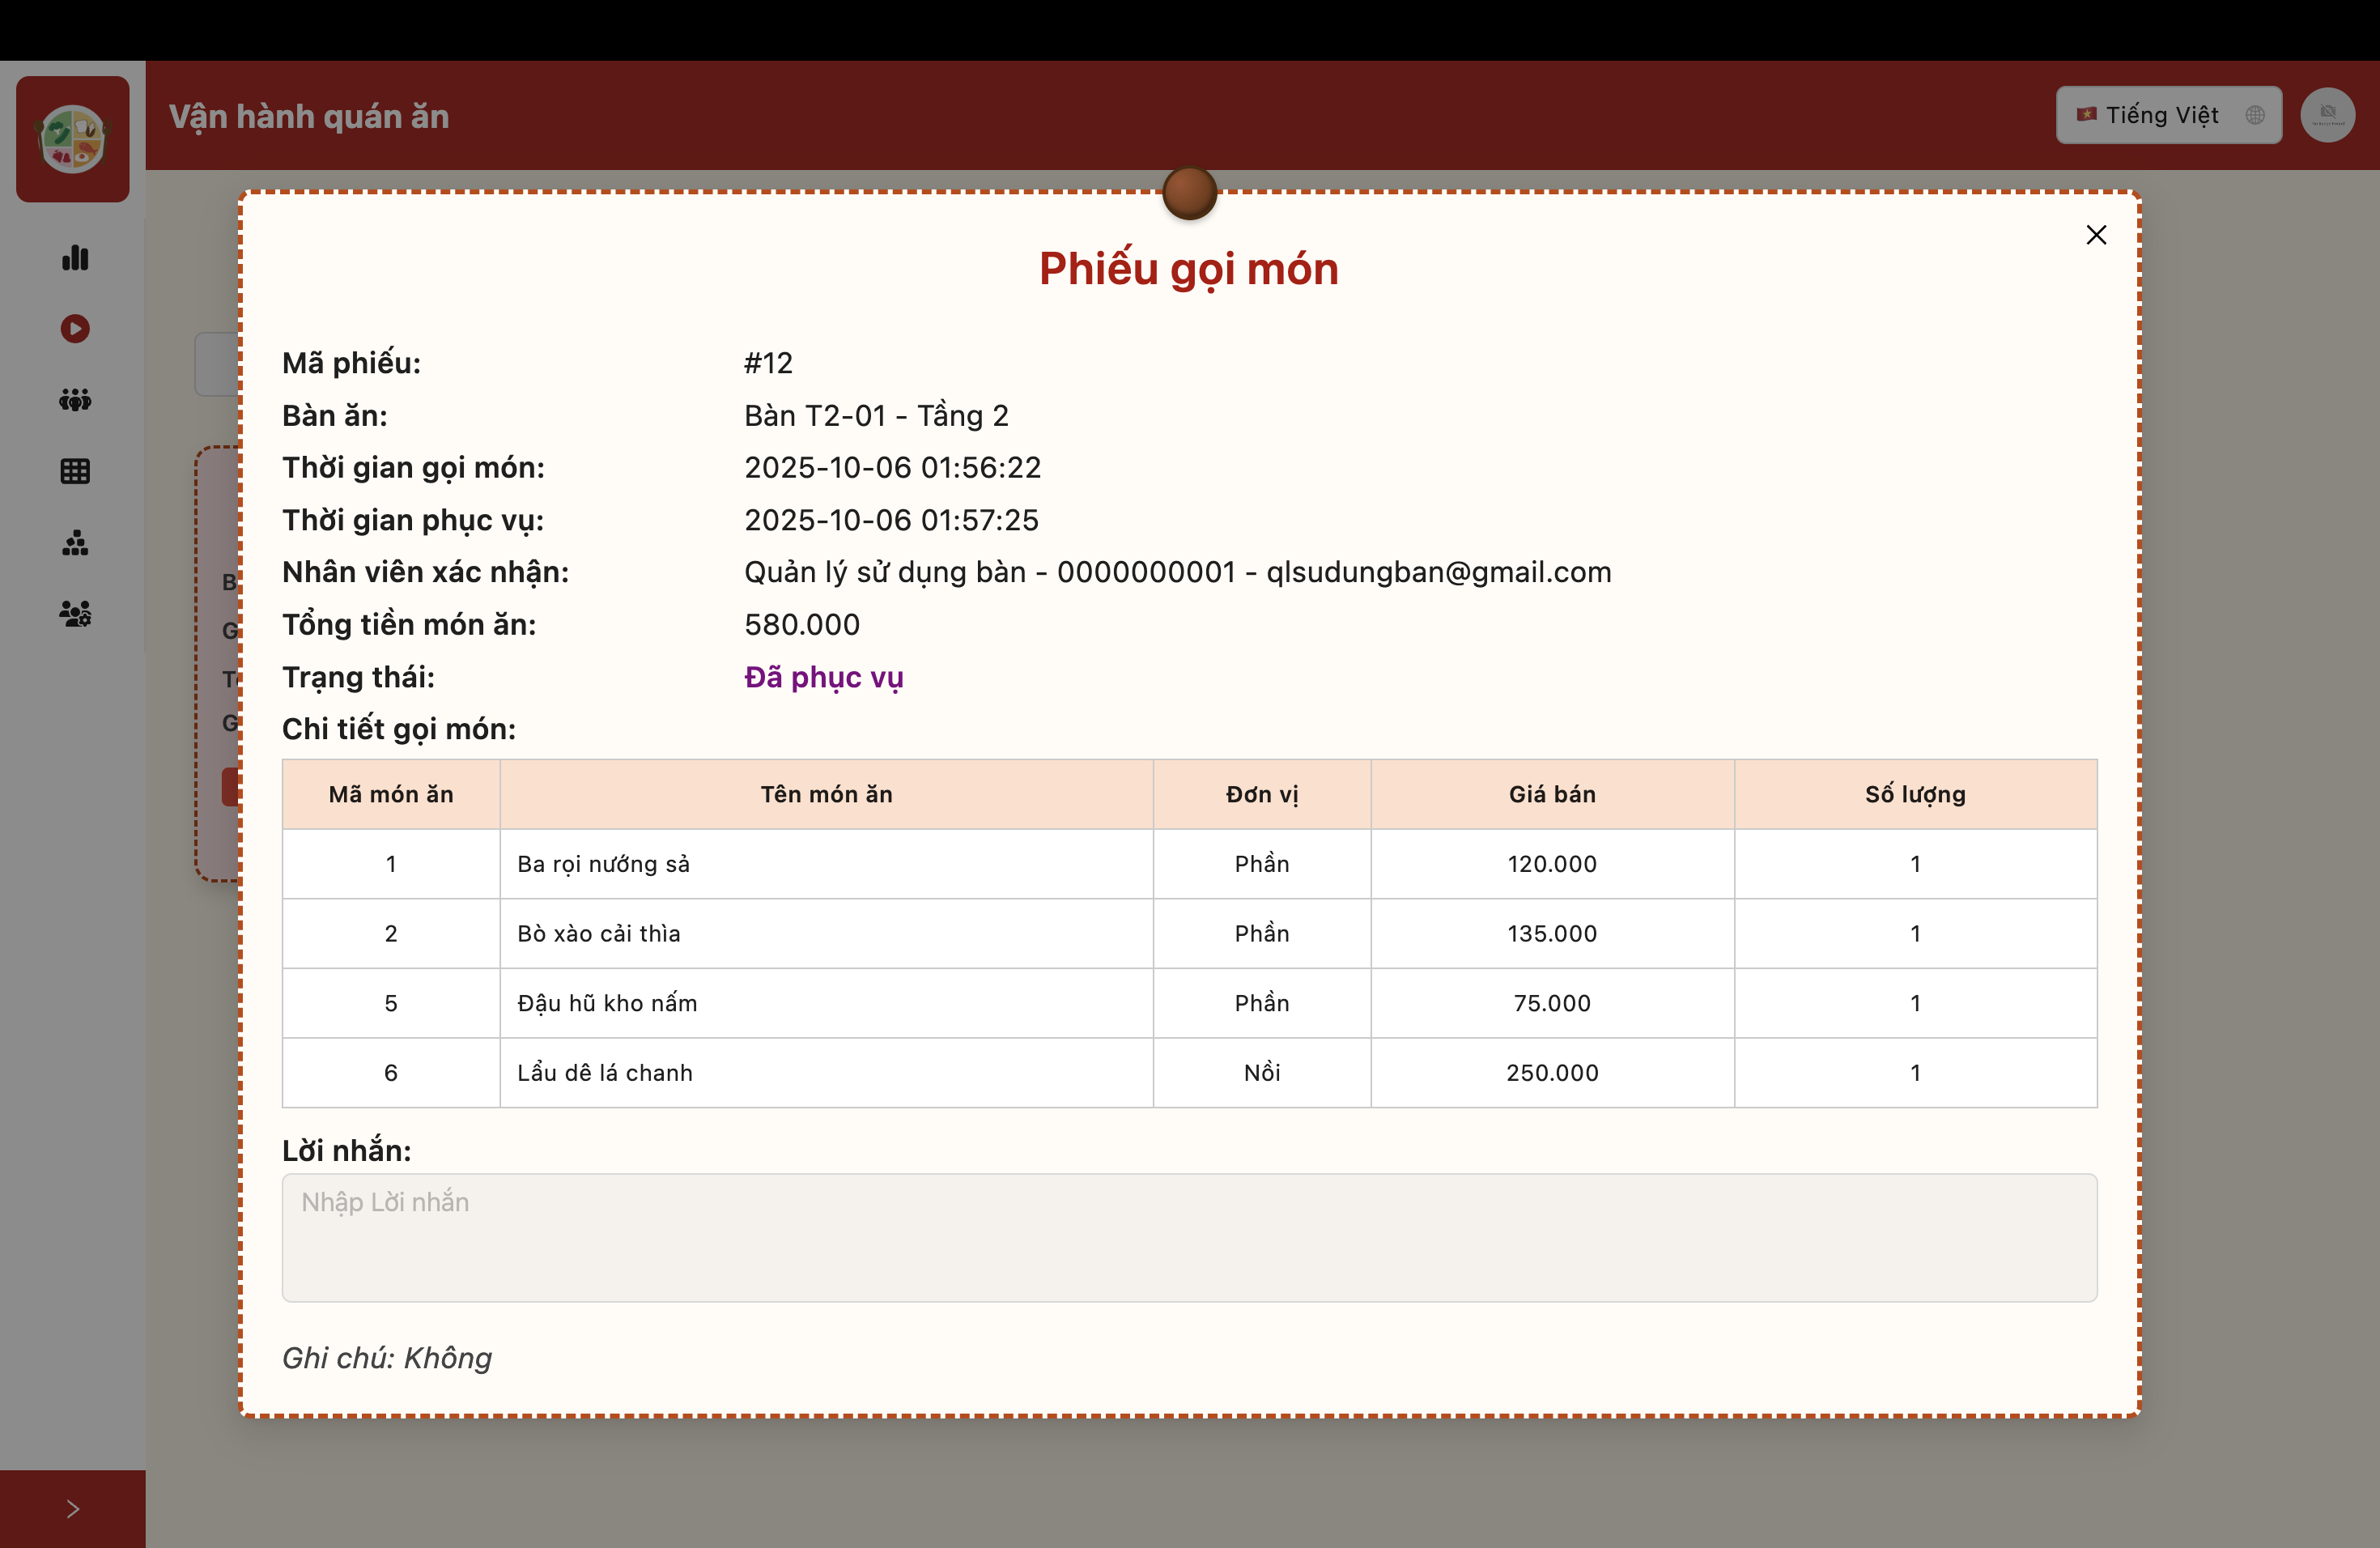 Vận hành quán ăn
Tiếng Việt
Phiếu gọi món
Mã phiếu: #12
Bàn ăn: Bàn T2-01 - Tầng 2
Thời gian gọi món: 2025-10-06 01:56:22
Thời gian phục vụ: 2025-10-06 01:57:25
Nhân viên xác nhận: Quản lý sử dụng bàn - 0000000001 - qlsudungban@gmail.com
Tổng tiền món ăn: 580.000
Trạng thái: Đã phục vụ
Chi tiết gọi món:
Mã món ăn Tên món ăn Đơn vị Giá bán Số lượng
1 Ba rọi nướng sả Phần 120.000 1
2 Bò xào cải thìa Phần 135.000 1
5 Đậu hũ kho nấm Phần 75.000 1
6 Lẩu dê lá chanh Nồi 250.000 1
Lời nhắn:
Nhập Lời nhắn
Ghi chú: Không